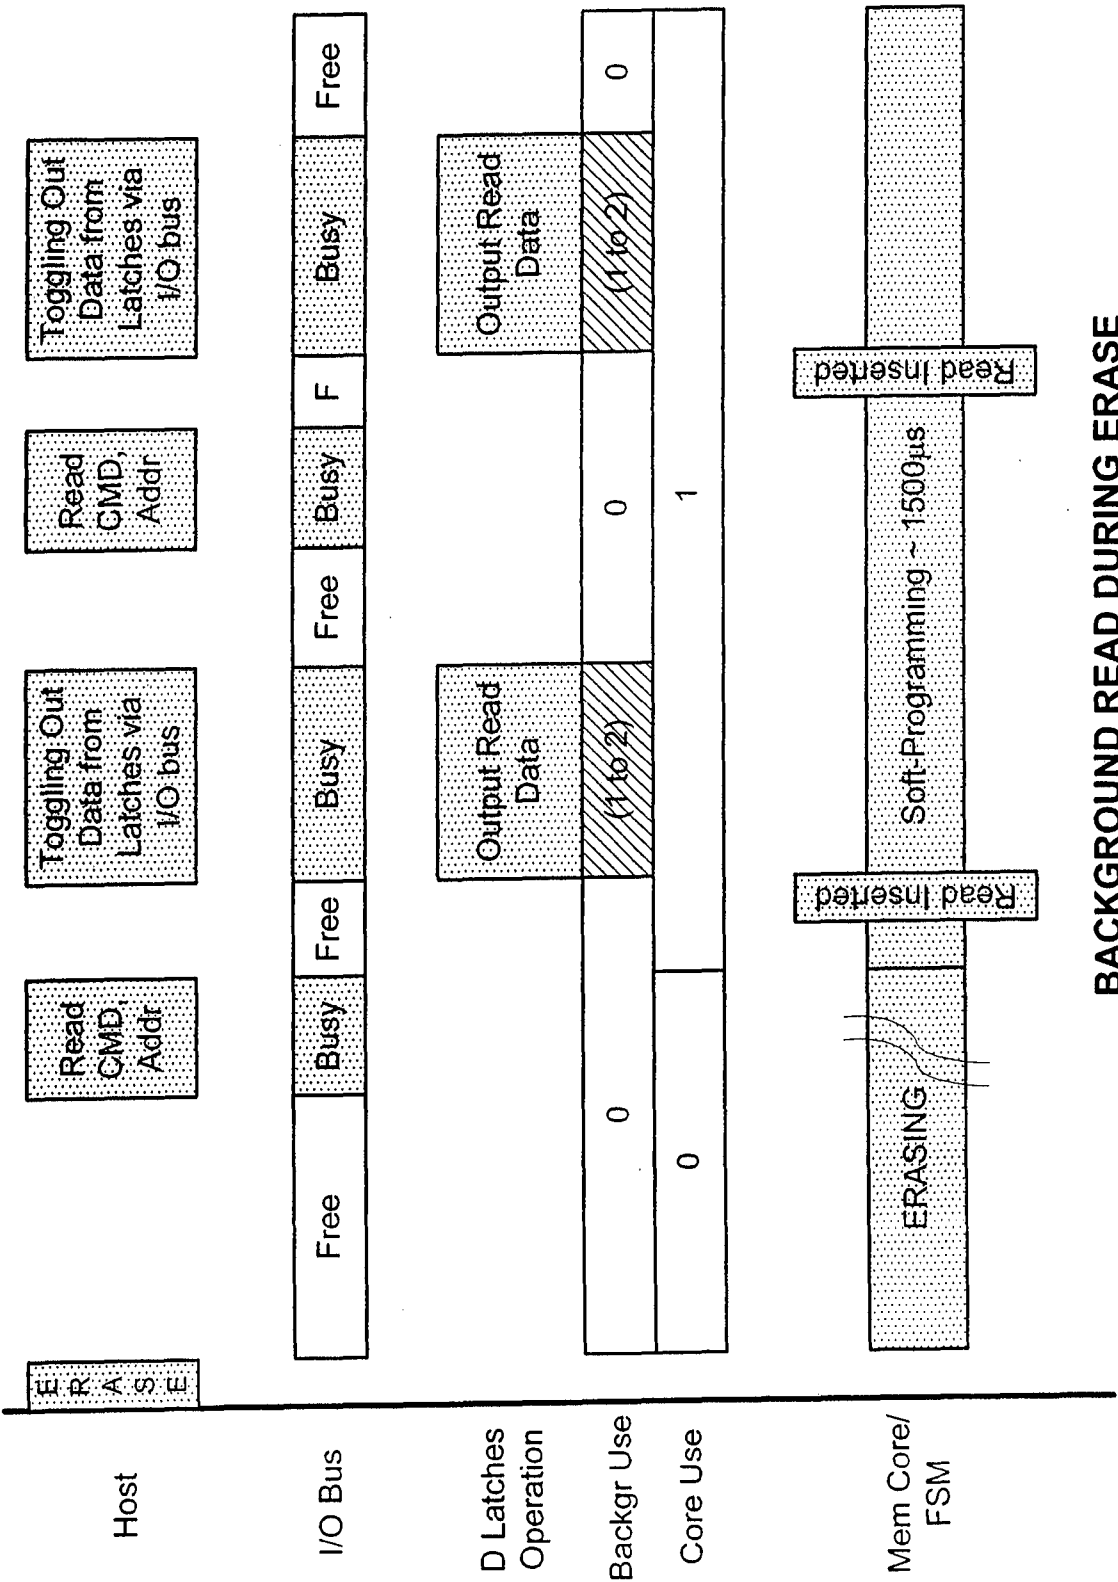 Host
E
R
A
S
E
Read
CMD,
Addr
Toggling Out
Data from
Latches via
I/O bus
Read
CMD,
Addr
Toggling Out
Data from
Latches via
I/O bus
I/O Bus
Free
Busy
Free
Busy
Free
Busy
F
Busy
Free
D Latches
Operation
Output Read
Data
Output Read
Data
Backgr Use
0
(1 to 2)
0
(1 to 2)
0
Core Use
0
1
Mem Core/
FSM
ERASING
Read Inserted
Soft-Programming ~ 1500µs
Read Inserted
BACKGROUND READ DURING ERASE